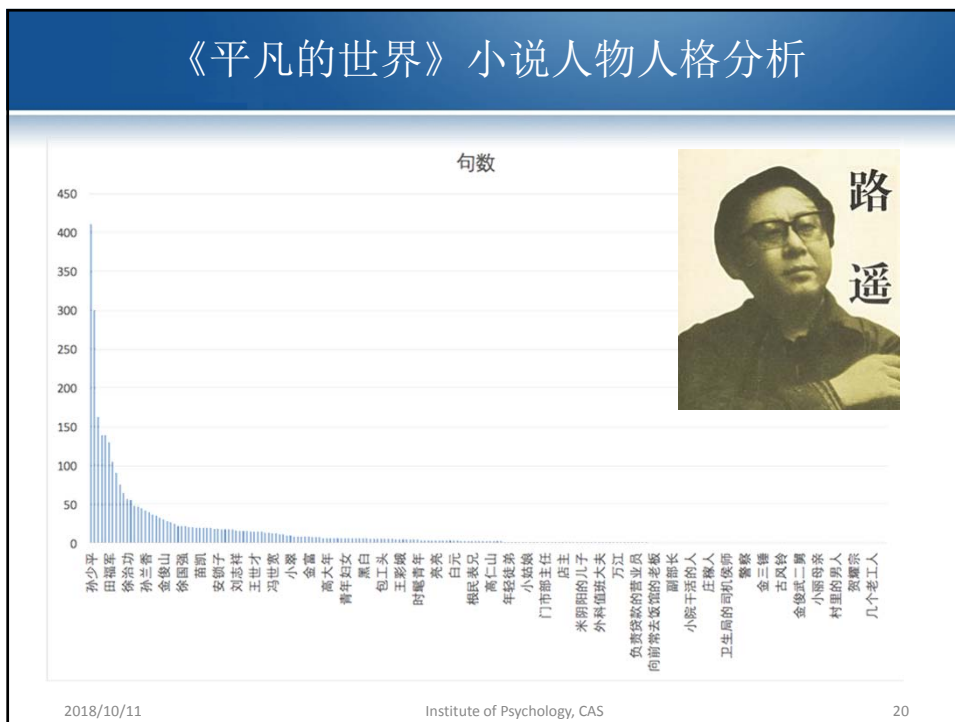 《平凡的世界》小说人物人格分析
句数
路
遥
450
400
350
300
250
200
150
100
50
0
孙少平
田福军
徐治功
孙兰香
金俊山
徐国强
苗凯
安锁子
刘志祥
王世才
冯世宽
小翠
金富
高大年
青年妇女
黑白
包工头
王彩娥
时髦青年
亮亮
白元
根民表兄
高仁山
年轻徒弟
小姑娘
门市部主任
店主
米阴阳的儿子
外科值班大夫
万江
负责贷款的营业员
向前常去饭馆的老板
副部长
小院干活的人
庄稼人
卫生局的司机侯师
警察
金三锤
古风铃
金俊武二舅
小丽母亲
村里的男人
贺耀宗
几个老工人
2018/10/11
Institute of Psychology, CAS
20